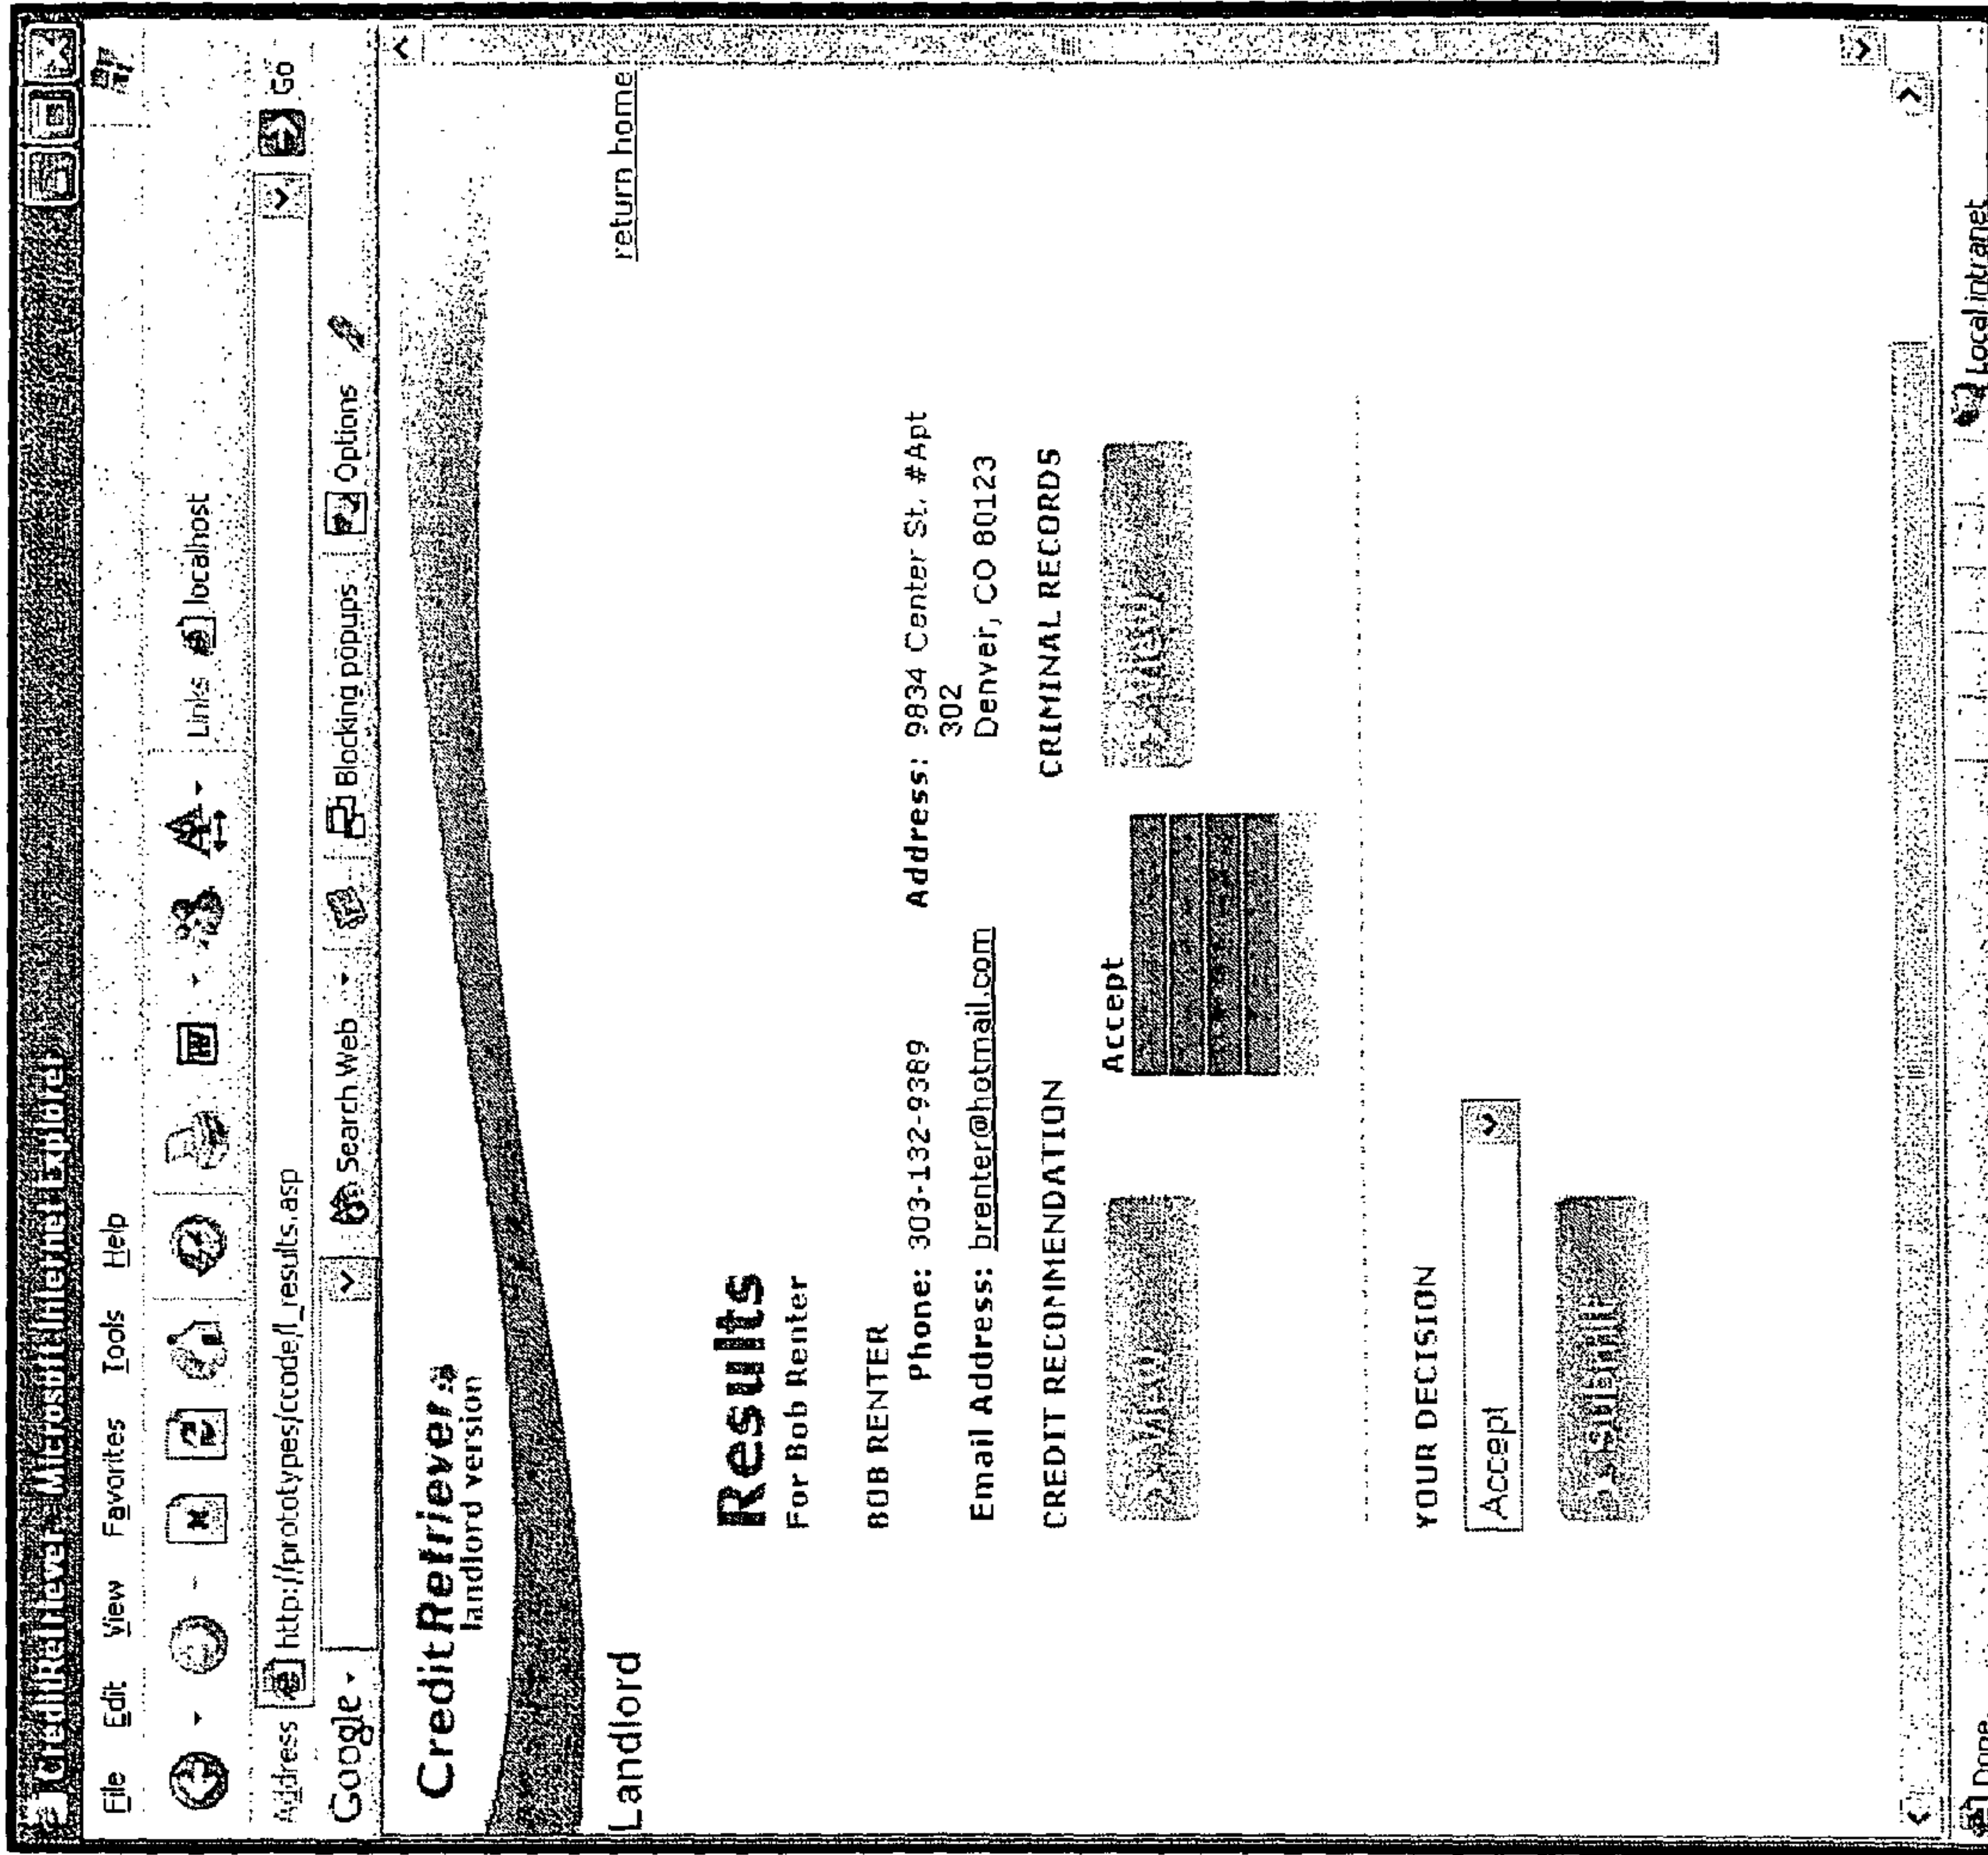 CreditRetriever - Microsoft Internet Explorer
File Edit View Favorites Tools Help
Links localhost
Address http://prototypes/ccode/l_results.asp Go
Google Search Web Blocking popups Options
CreditRetriever
landlord version
Landlord
return home
Results
For Bob Renter
BOB RENTER
Phone: 303-132-9389
Address: 9834 Center St. #Apt
302
Email Address: brenter@hotmail.com
Denver, CO 80123
CREDIT RECOMMENDATION
CRIMINAL RECORDS
> VIEW
Accept
> VIEW
YOUR DECISION
Accept
> SUBMIT
Done
Local intranet